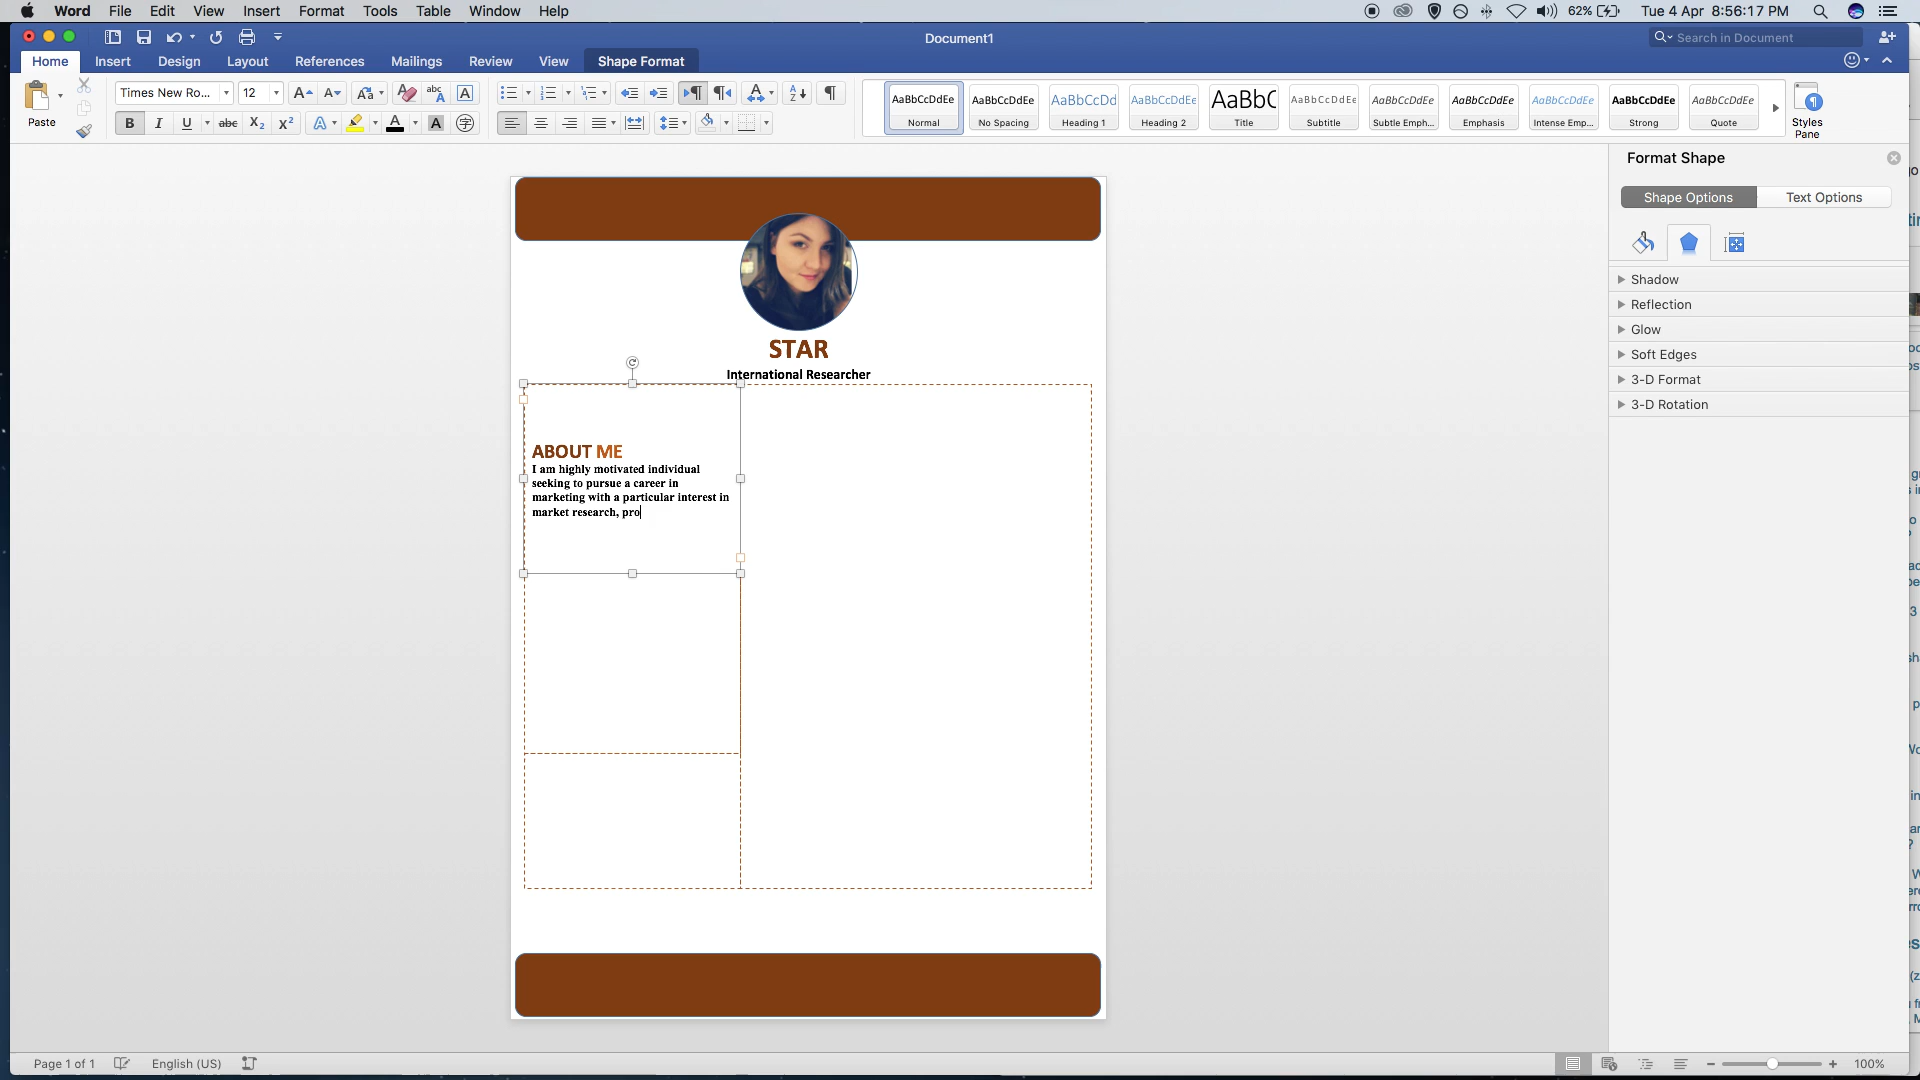 Word File Edit View Insert Format Tools Table Window Help
62% Tue 4 Apr 8:56:17 PM
Document1
Search in Document
Home Insert Design Layout References Mailings Review View Shape Format
Paste
Times New Ro... 12
AaBbCcDdEe AaBbCcDdEe AaBbCcDd AaBbCcDdEe AaBbC AaBbCcDdEe AaBbCcDdEe AaBbCcDdEe AaBbCcDdEe AaBbCcDdEe AaBbCcDdEe
Normal No Spacing Heading 1 Heading 2 Title Subtitle Subtle Emph... Emphasis Intense Emp... Strong Quote
Styles
Pane
Format Shape
Shape Options Text Options
Shadow
Reflection
Glow
Soft Edges
3-D Format
3-D Rotation
STAR
International Researcher
ABOUT ME
I am highly motivated individual
seeking to pursue a career in
marketing with a particular interest in
market research, pro
Page 1 of 1 English (US) 100%